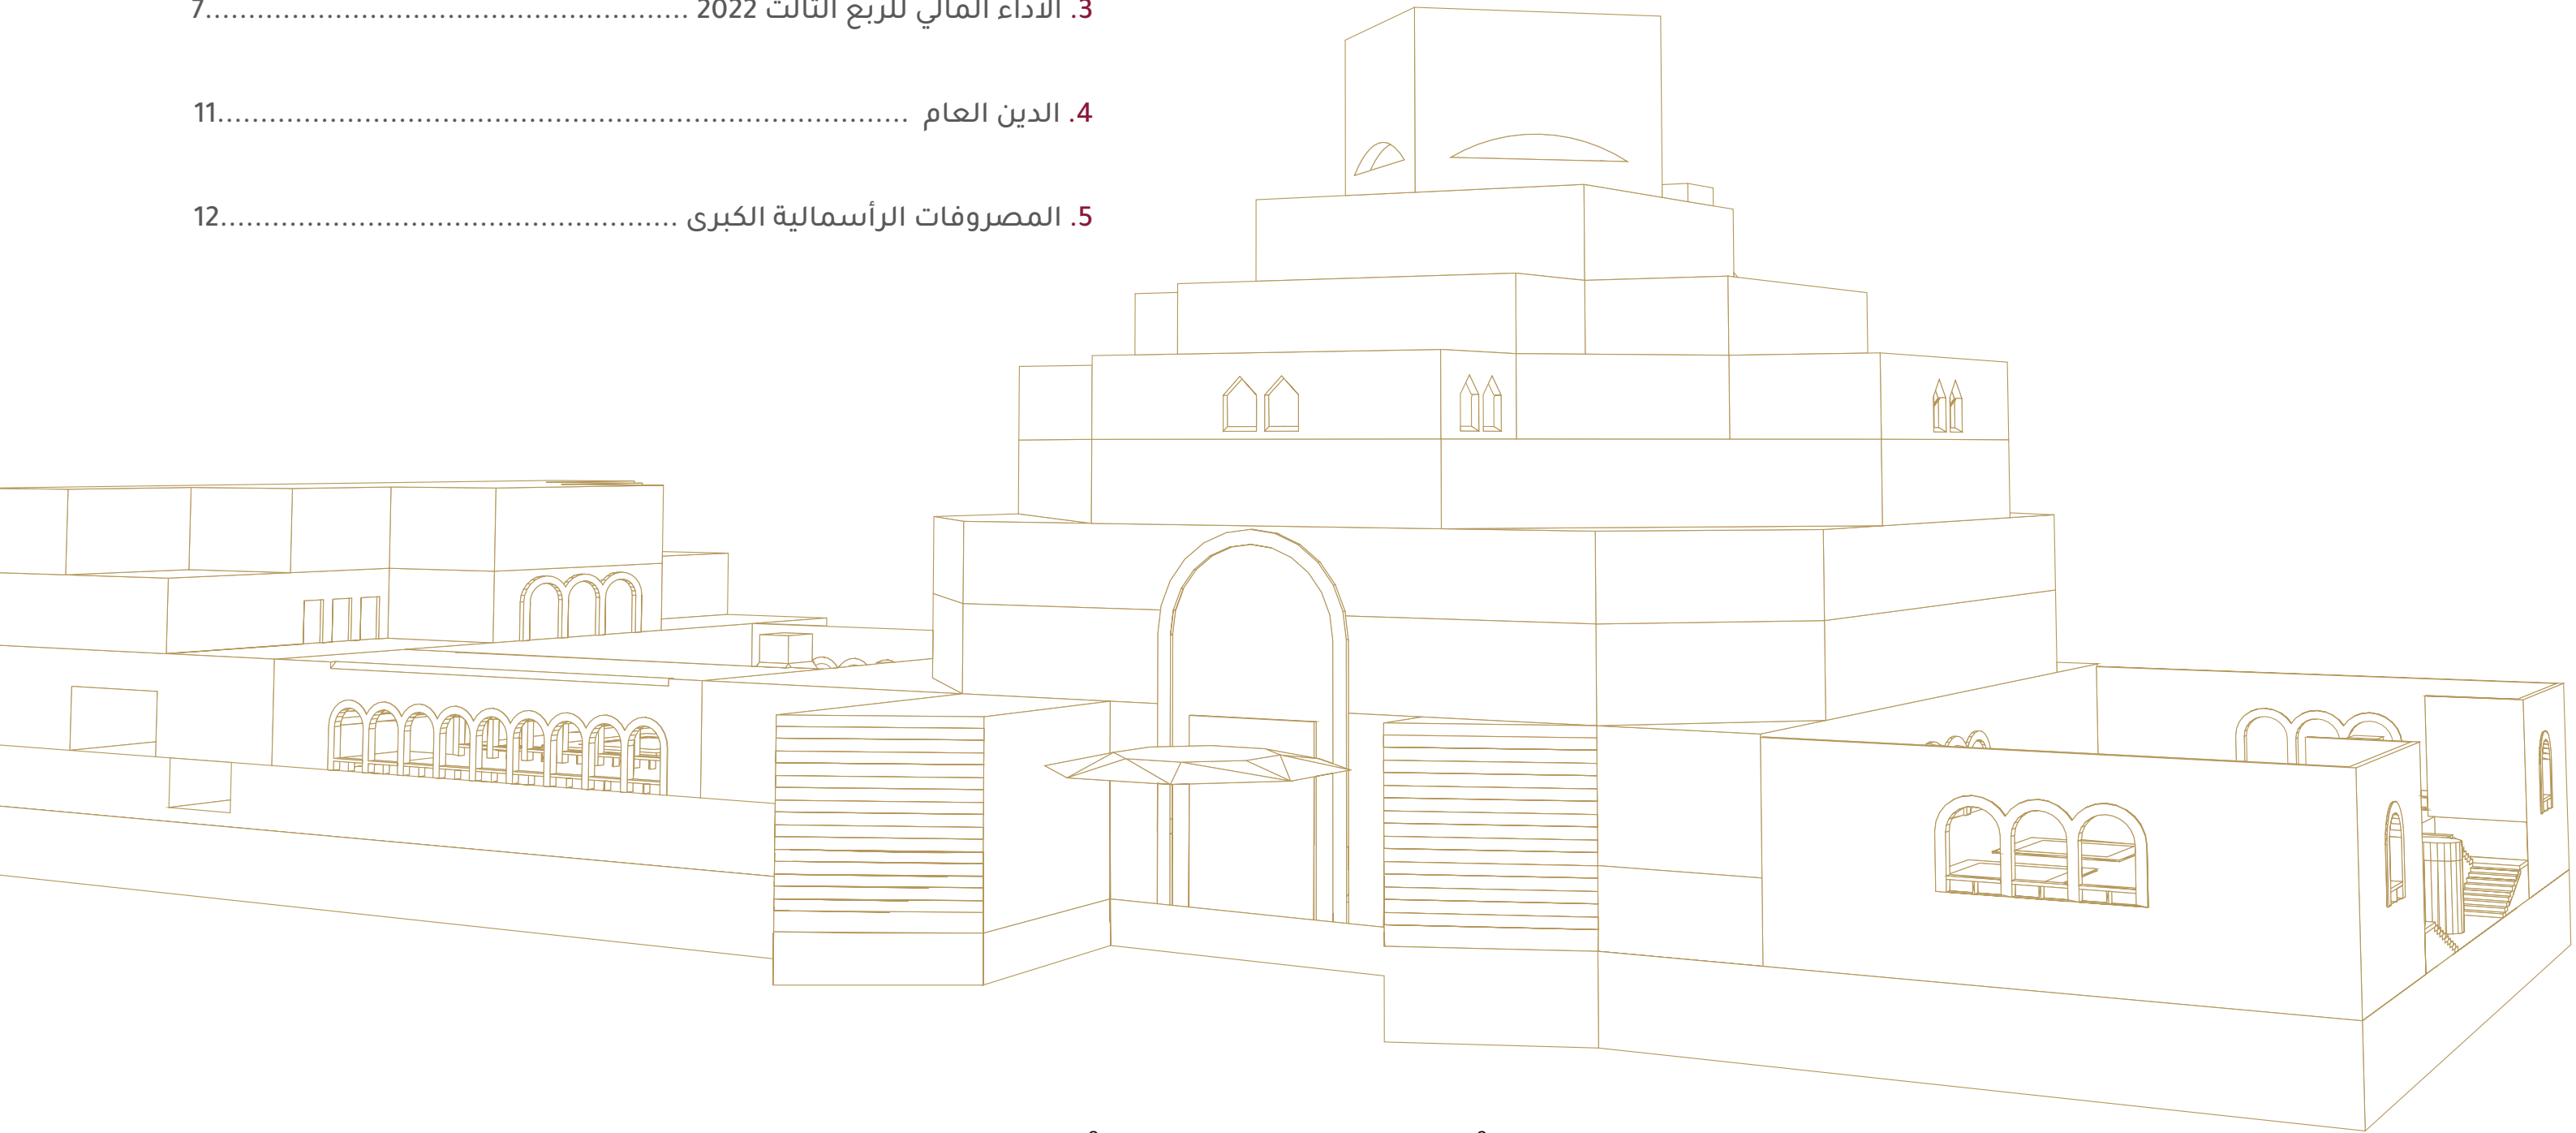 3. الأداء المالي للربع الثالث 2022 ........................................................7
4. الدين العام ................................................................................11
5. المصروفات الرأسمالية الكبرى .....................................................12